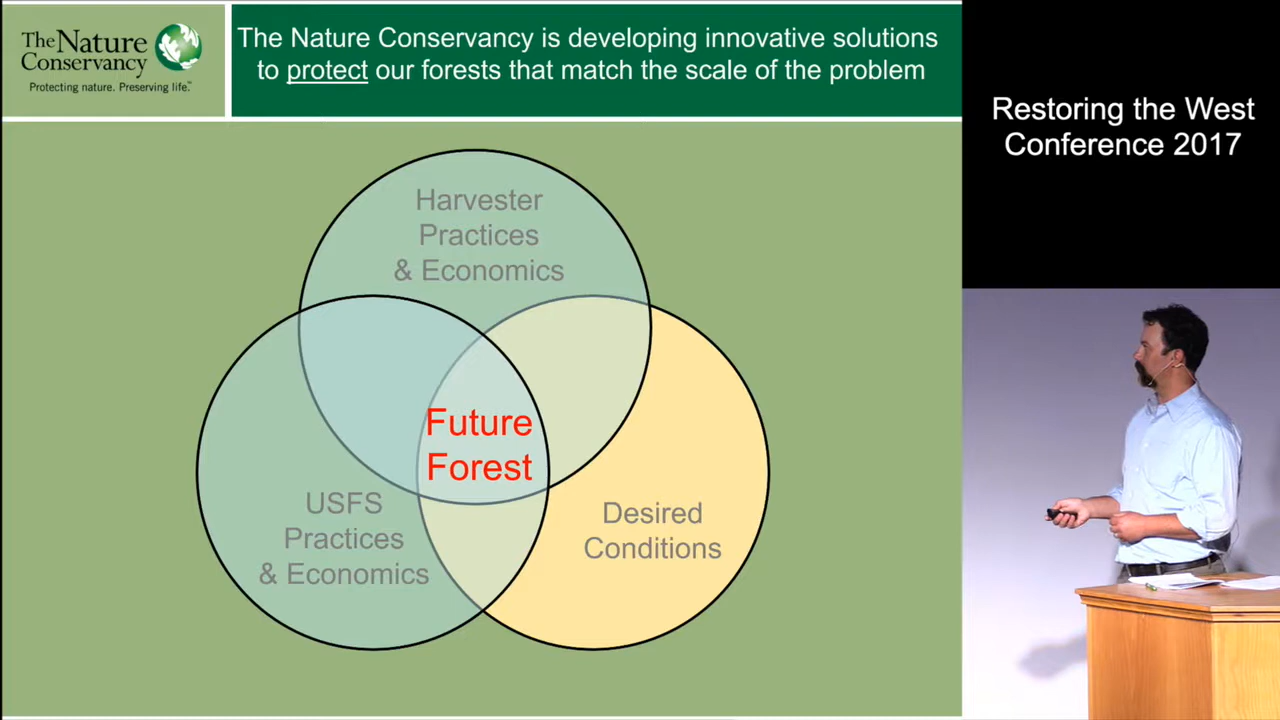 The Nature
Conservancy
Protecting nature. Preserving life.™
The Nature Conservancy is developing innovative solutions
to protect our forests that match the scale of the problem
Restoring the West
Conference 2017
Harvester
Practices
& Economics
Future
Forest
USFS
Practices
& Economics
Desired
Conditions